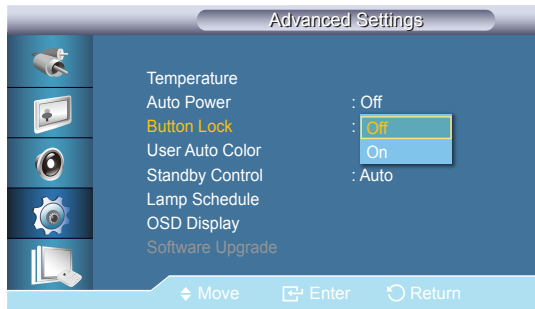 Advanced Settings
Temperature
Auto Power : Off
Button Lock : Off
On
User Auto Color
Standby Control : Auto
Lamp Schedule
OSD Display
Software Upgrade
Move Enter Return